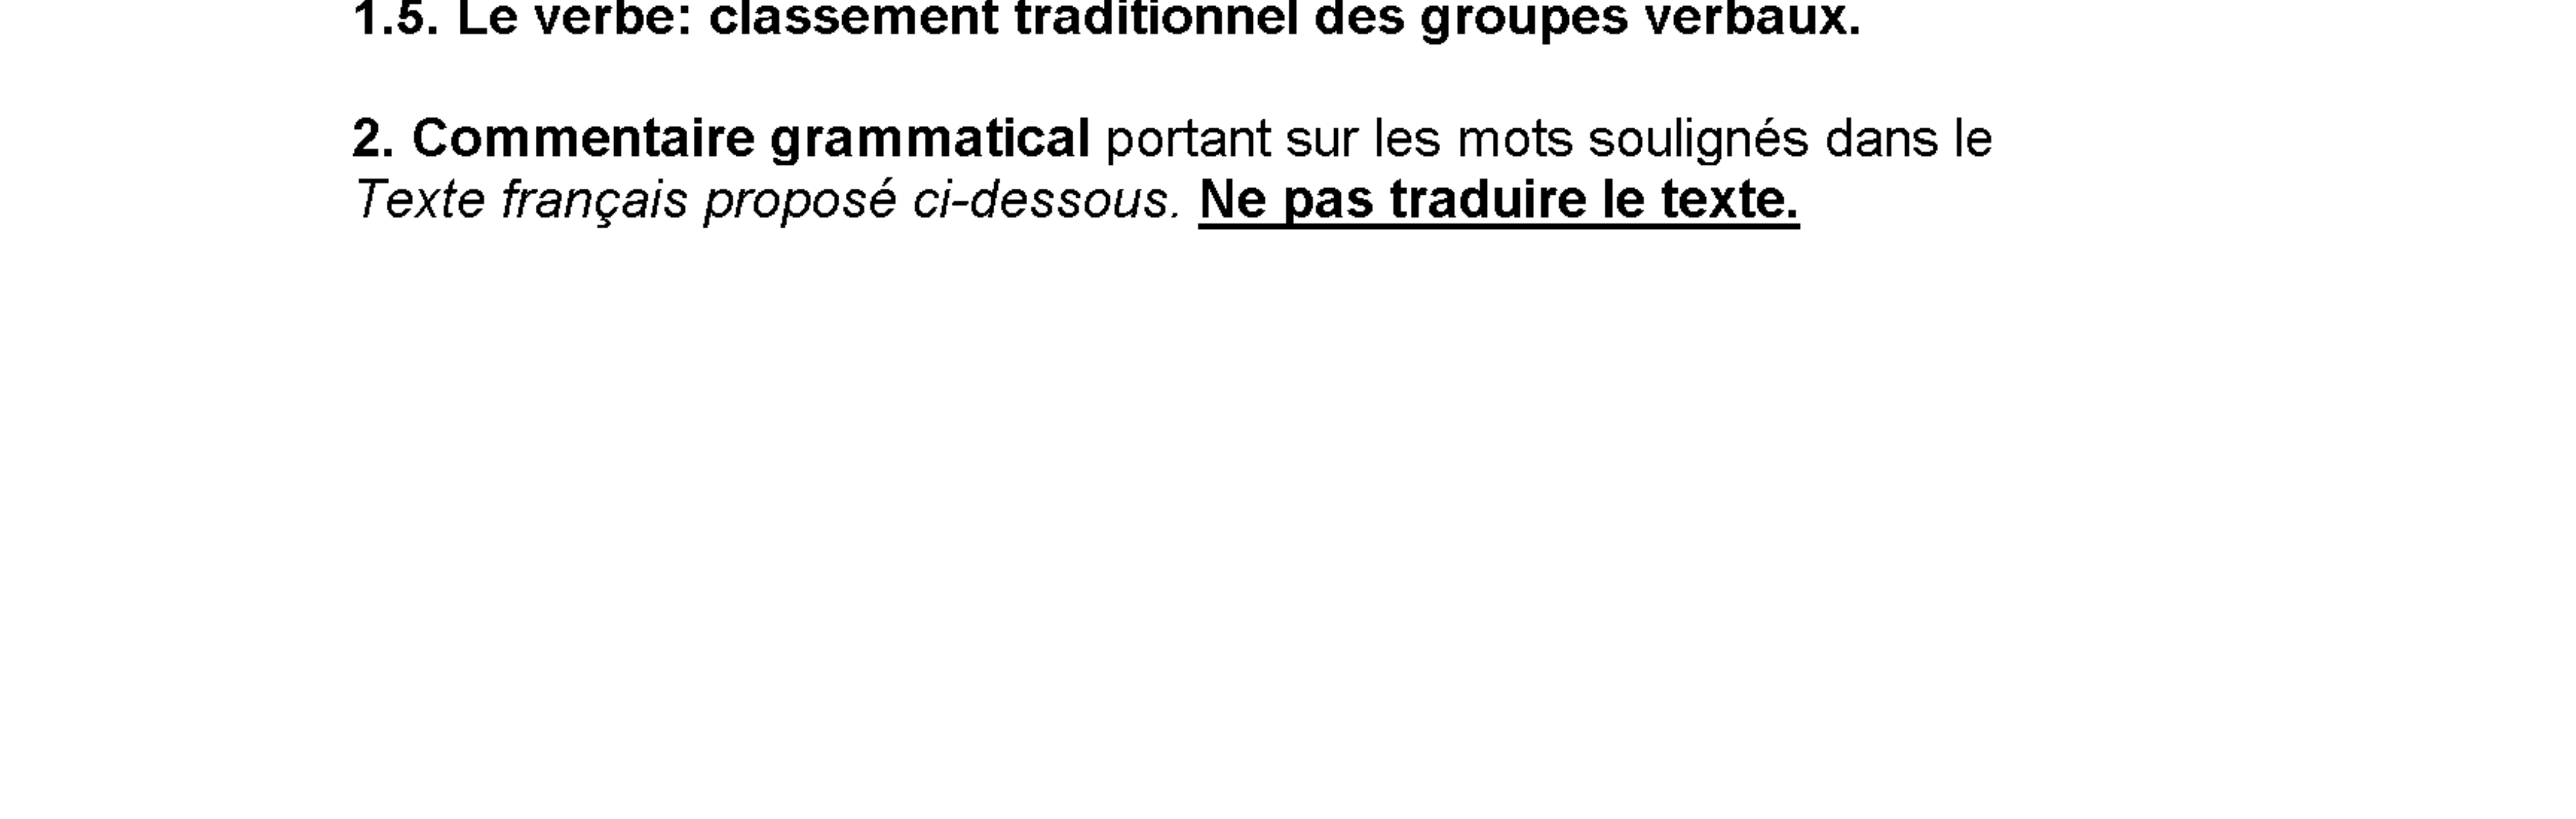 1.5. Le verbe: classement traditionnel des groupes verbaux.
2. Commentaire grammatical portant sur les mots soulignés dans le
Texte français proposé ci-dessous. Ne pas traduire le texte.